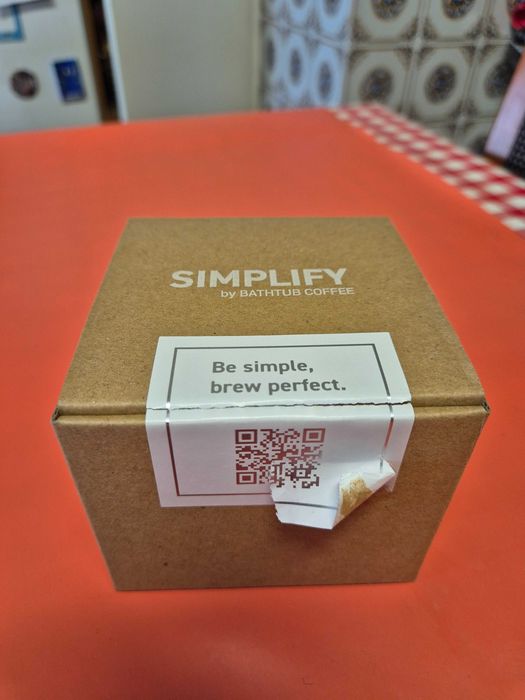 SIMPLIFY
by BATHTUB COFFEE
Be simple,
brew perfect.